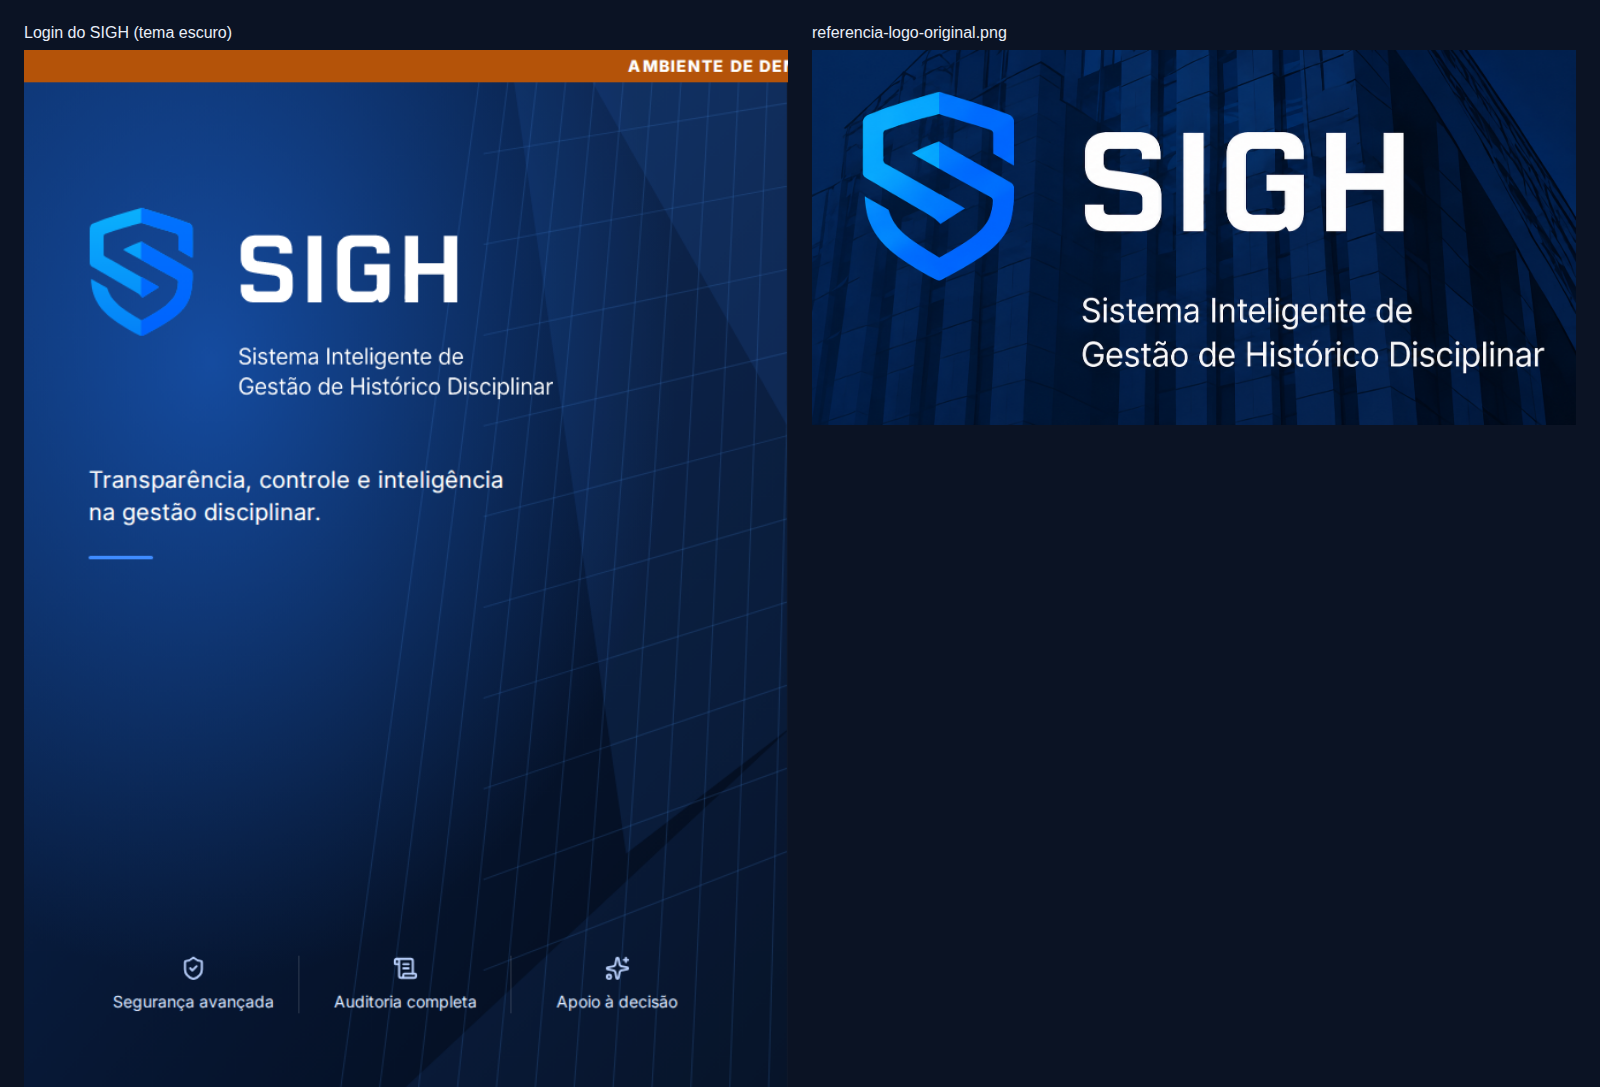 Login do SIGH (tema escuro)
AMBIENTE DE DEM
SIGH
Sistema Inteligente de
Gestão de Histórico Disciplinar
Transparência, controle e inteligência
na gestão disciplinar.
Segurança avançada
Auditoria completa
Apoio à decisão
referencia-logo-original.png
SIGH
Sistema Inteligente de
Gestão de Histórico Disciplinar